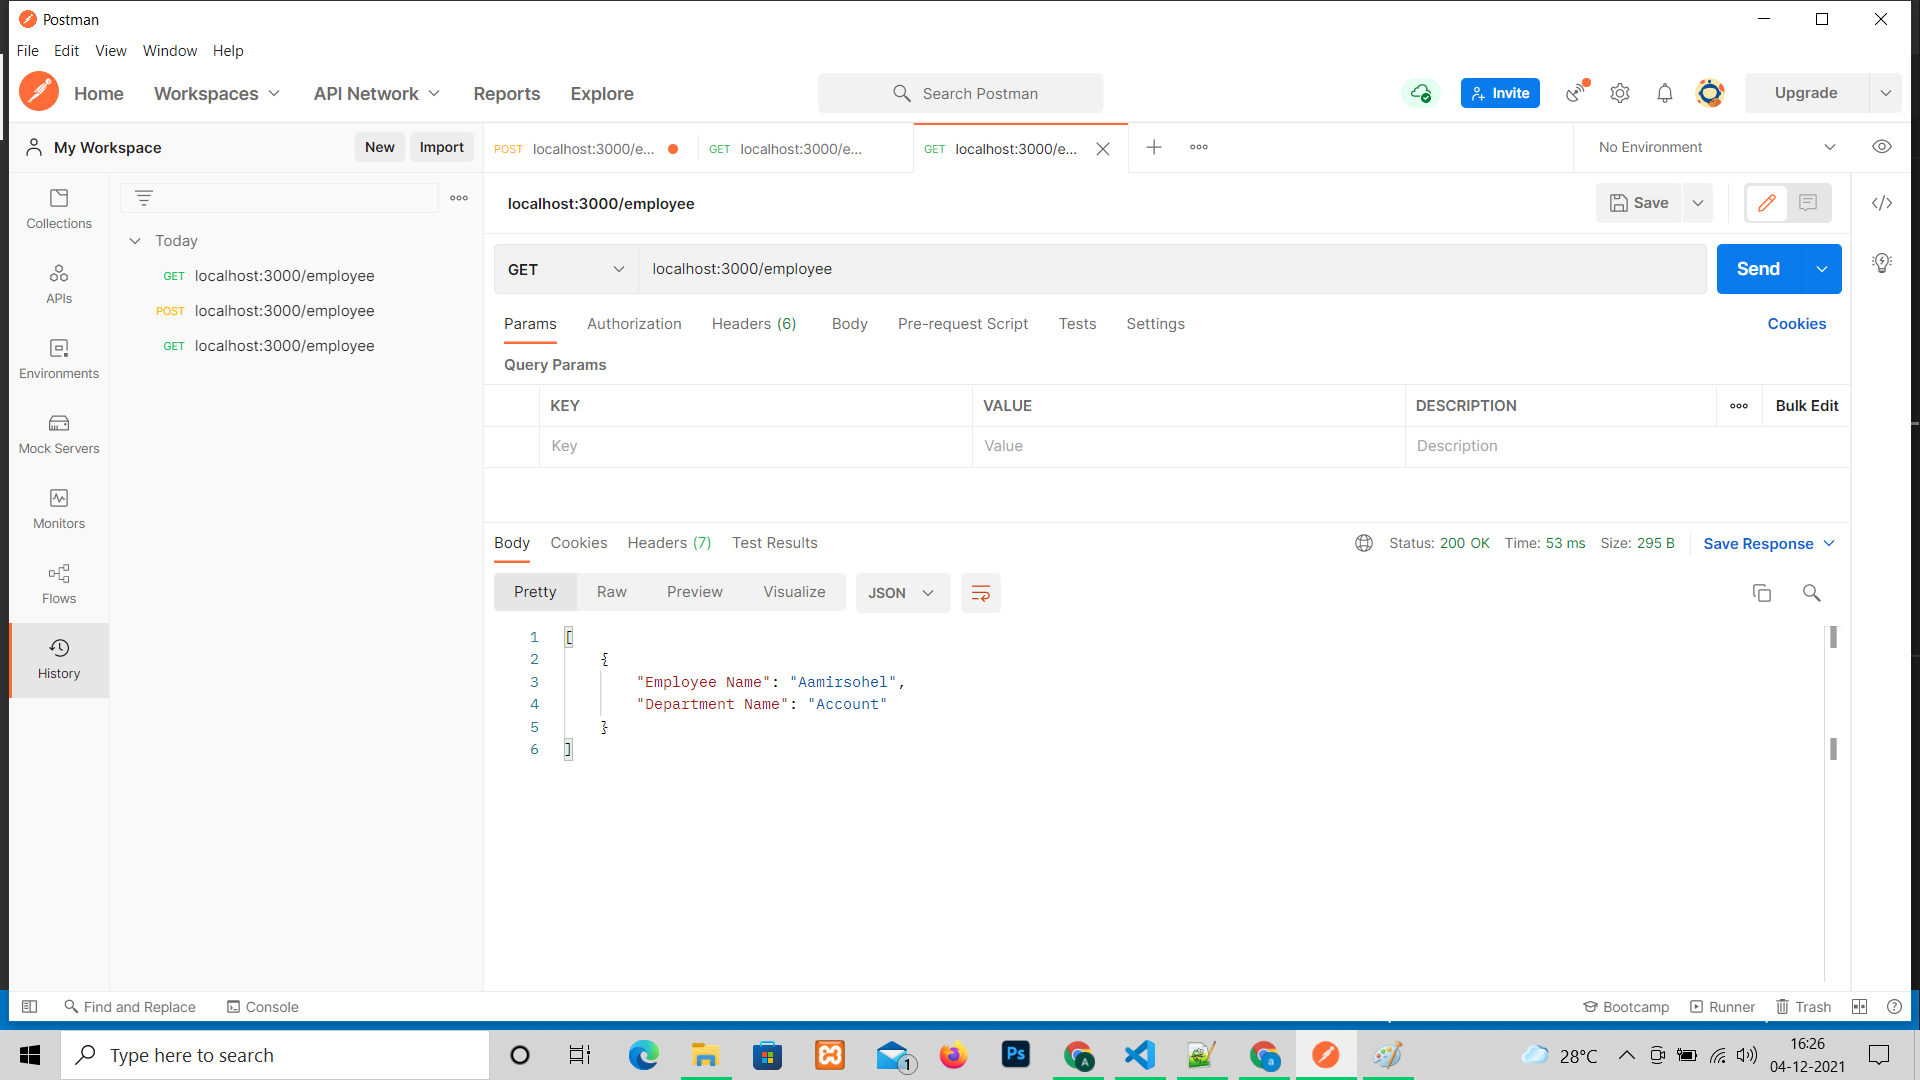 Postman
File Edit View Window Help
Home Workspaces API Network Reports Explore Search Postman Invite Upgrade
My Workspace New Import POST localhost:3000/e... GET localhost:3000/e... GET localhost:3000/e... No Environment
Collections
APIs
Environments
Mock Servers
Monitors
Flows
History
Today
GET localhost:3000/employee
POST localhost:3000/employee
GET localhost:3000/employee
localhost:3000/employee Save
GET localhost:3000/employee Send
Params Authorization Headers (6) Body Pre-request Script Tests Settings Cookies
Query Params
KEY VALUE DESCRIPTION Bulk Edit
Key Value Description
Body Cookies Headers (7) Test Results Status: 200 OK Time: 53 ms Size: 295 B Save Response
Pretty Raw Preview Visualize JSON
1 [
2 {
3 "Employee Name": "Aamirsohel",
4 "Department Name": "Account"
5 }
6 ]
Find and Replace Console Bootcamp Runner Trash
Type here to search Ps 1 A a 28°C 16:26
04-12-2021